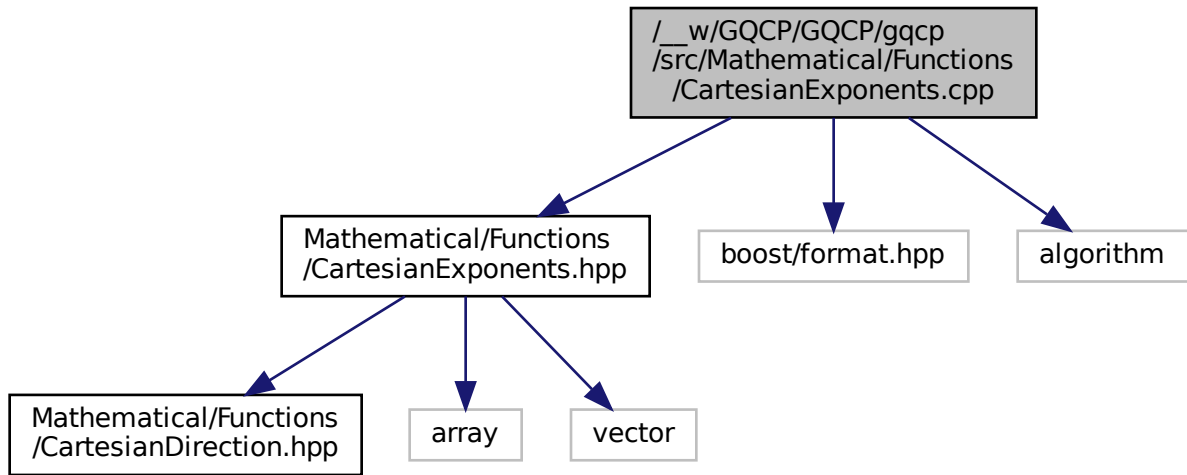 /__w/GQCP/GQCP/gqcp
/src/Mathematical/Functions
/CartesianExponents.cpp
Mathematical/Functions
/CartesianExponents.hpp
boost/format.hpp
algorithm
Mathematical/Functions
/CartesianDirection.hpp
array
vector